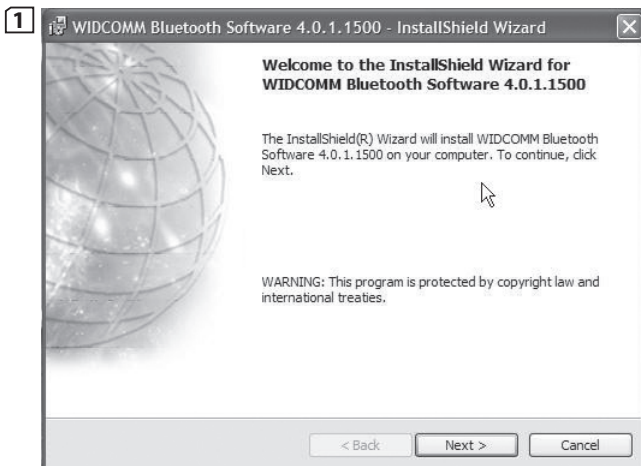 1
WIDCOMM Bluetooth Software 4.0.1.1500 - InstallShield Wizard
Welcome to the InstallShield Wizard for
WIDCOMM Bluetooth Software 4.0.1.1500
The InstallShield(R) Wizard will install WIDCOMM Bluetooth
Software 4.0.1.1500 on your computer. To continue, click
Next.
WARNING: This program is protected by copyright law and
international treaties.
< Back
Next >
Cancel